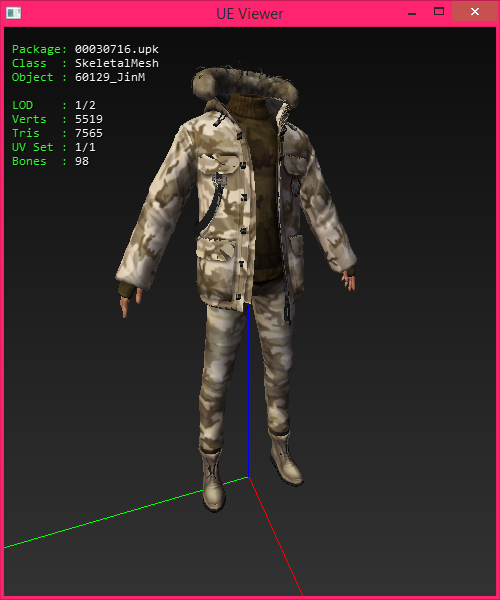 UE Viewer
Package: 00030716.upk
Class  : SkeletalMesh
Object : 60129_JinM
LOD    : 1/2
Verts  : 5519
Tris   : 7565
UV Set : 1/1
Bones  : 98